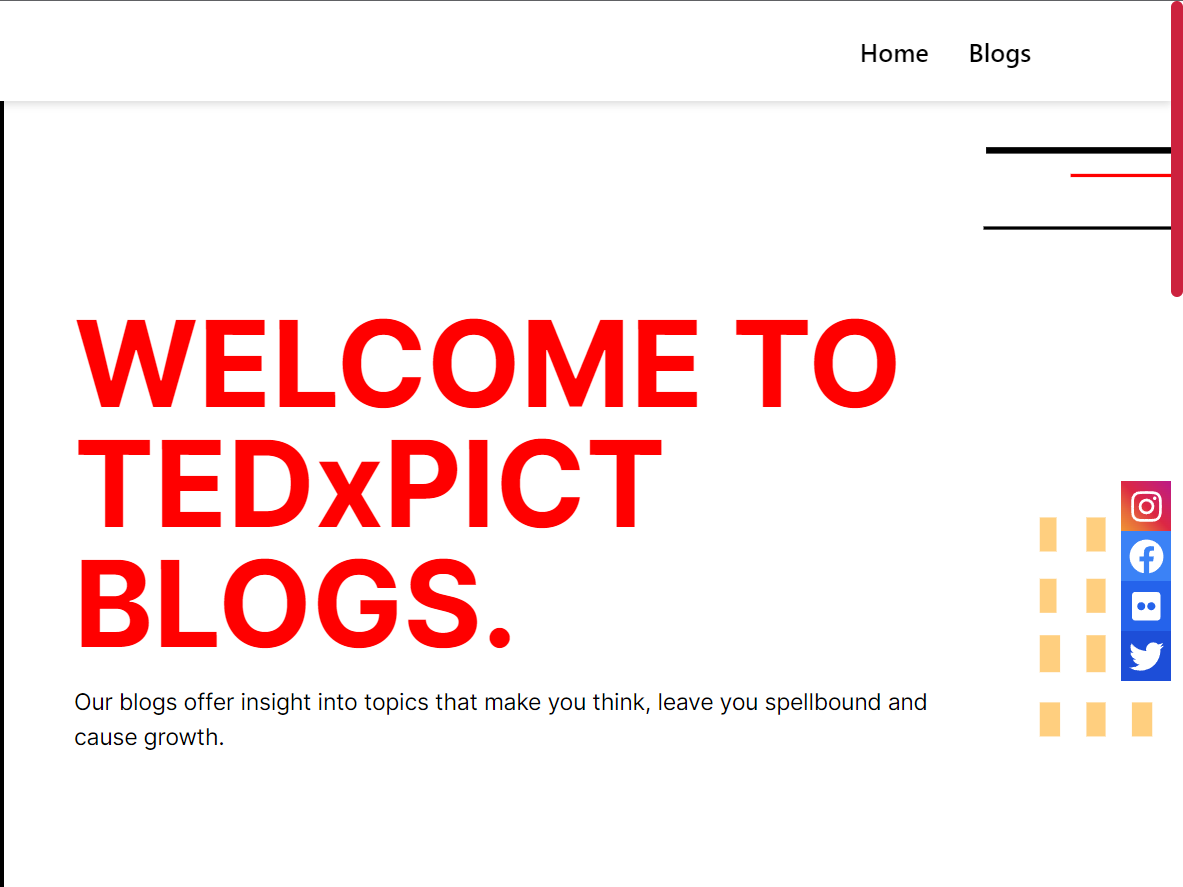 Home Blogs
WELCOME TO
TEDxPICT
BLOGS.
Our blogs offer insight into topics that make you think, leave you spellbound and
cause growth.